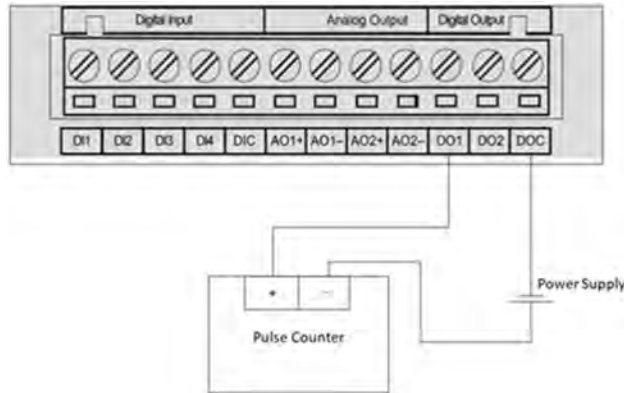 Digital Input Analog Output Digital Output
DI1 DI2 DI3 DI4 DIC AO1+ AO1– AO2+ AO2– DO1 DO2 DOC
Power Supply
+ –
Pulse Counter